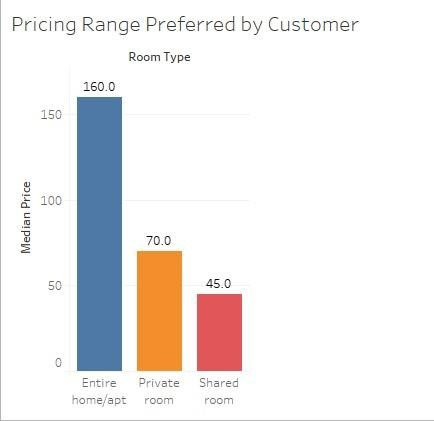 Pricing Range Preferred by Customer
Room Type
160.0
150
100
70.0
50
45.0
0
Median Price
Entire home/apt
Private room
Shared room